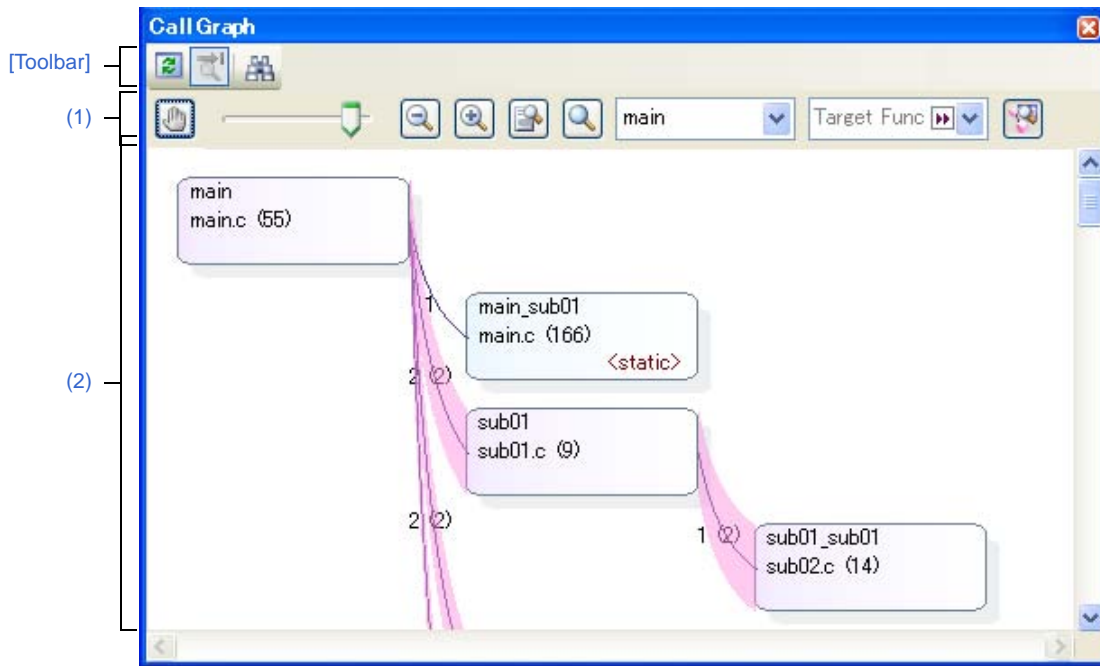 Call Graph
[Toolbar]
(1)
main
Target Func
(2)
main
main.c (55)
1
main_sub01
main.c (166)
<static>
2 (2)
sub01
sub01.c (9)
2 (2)
1 (2)
sub01_sub01
sub02.c (14)